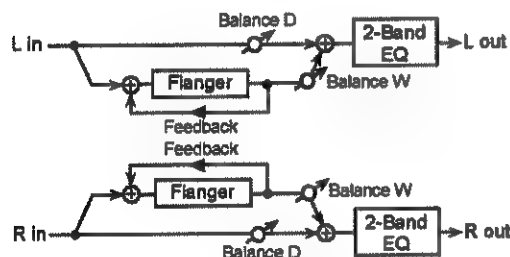 Balance D
L in
2-Band
EQ
L out
Flanger
Balance W
Feedback
Feedback
Flanger
Balance W
R in
2-Band
EQ
R out
Balance D